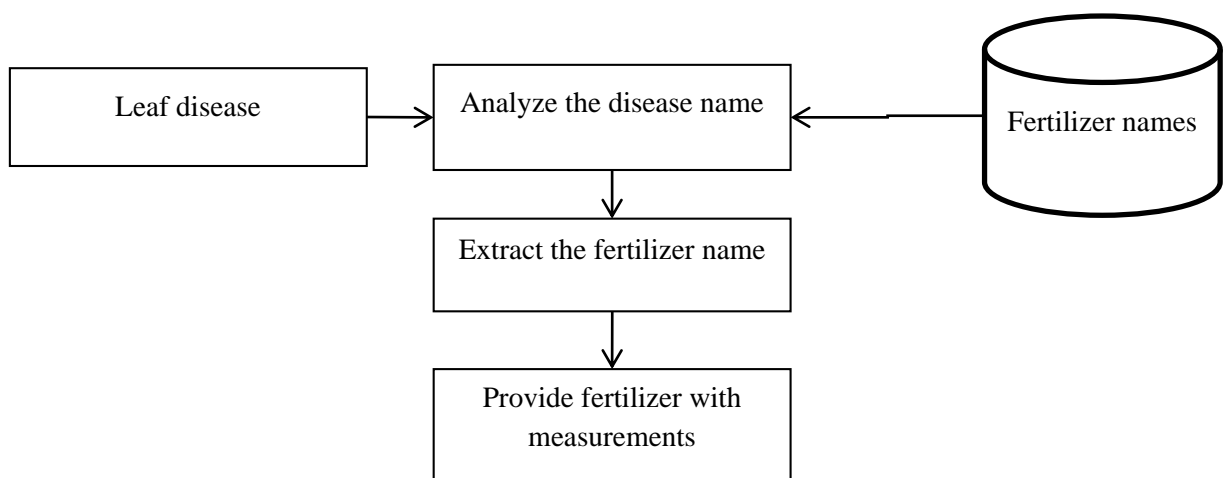 Leaf disease
Analyze the disease name
Fertilizer names
Extract the fertilizer name
Provide fertilizer with
measurements